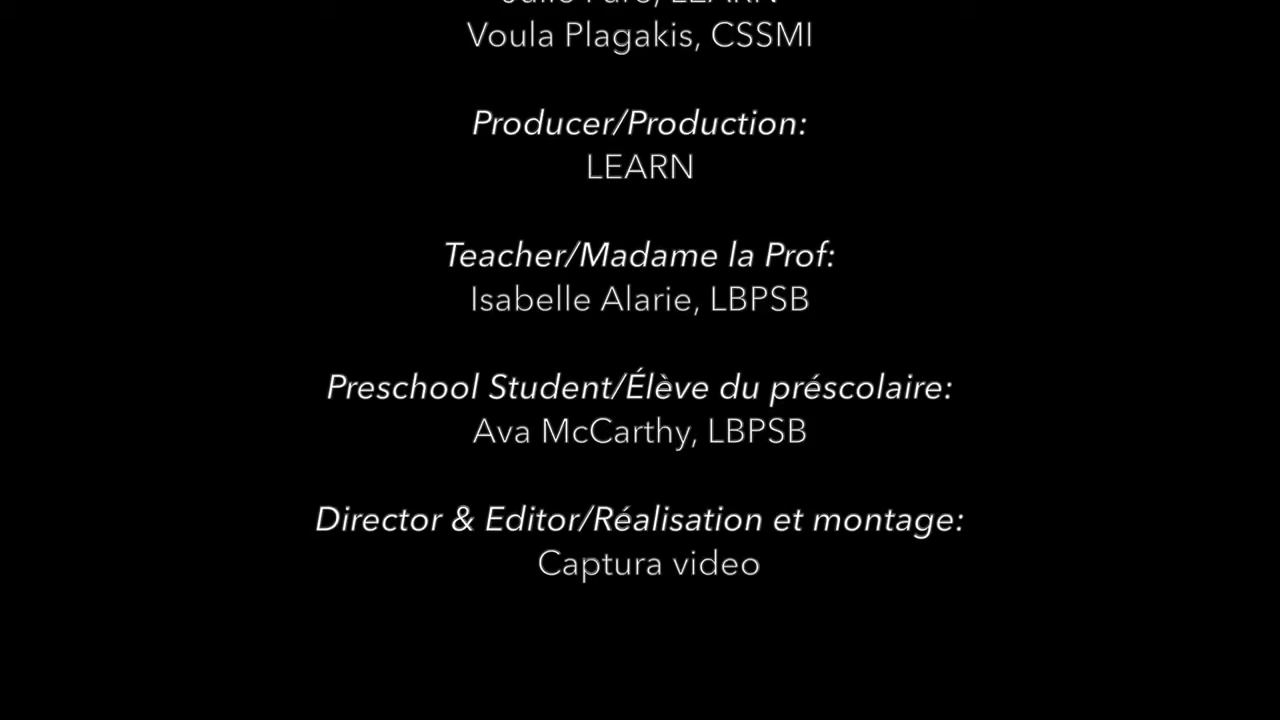 Voula Plagakis, CSSMI
Producer/Production:
LEARN
Teacher/Madame la Prof:
Isabelle Alarie, LBPSB
Preschool Student/Élève du préscolaire:
Ava McCarthy, LBPSB
Director & Editor/Réalisation et montage:
Captura video